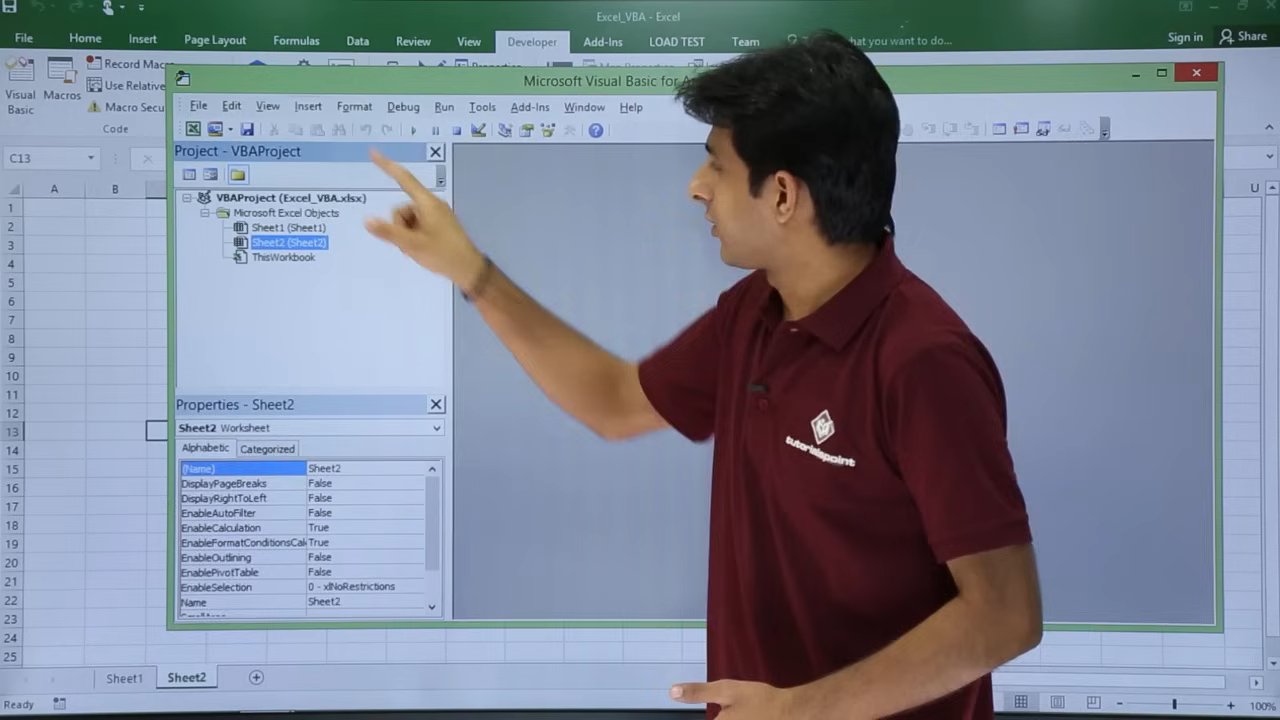 Excel_VBA - Excel
File Home Insert Page Layout Formulas Data Review View Developer Add-Ins LOAD TEST Team what you want to do... Sign in Share
Record Macro
Use Relative
Macro Secu
Visual Basic
Macros
Code
Microsoft Visual Basic for A
File Edit View Insert Format Debug Run Tools Add-Ins Window Help
C13
Project - VBAProject
VBAProject (Excel_VBA.xlsx)
Microsoft Excel Objects
Sheet1 (Sheet1)
Sheet2 (Sheet2)
ThisWorkbook
Properties - Sheet2
Sheet2 Worksheet
Alphabetic Categorized
(Name) Sheet2
DisplayPageBreaks False
DisplayRightToLeft False
EnableAutoFilter False
EnableCalculation True
EnableFormatConditionsCal True
EnableOutlining False
EnablePivotTable False
EnableSelection 0 - xlNoRestrictions
Name Sheet2
A B U
1
2
3
4
5
6
7
8
9
10
11
12
13
14
15
16
17
18
19
20
21
22
23
24
25
tutorialspoint
Sheet1 Sheet2
Ready 100%